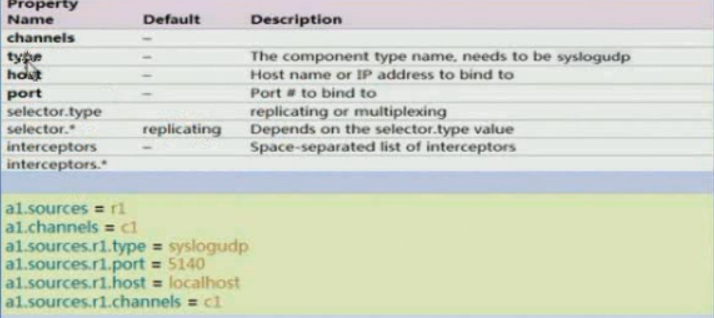 Property
Name Default Description
channels –
type – The component type name, needs to be syslogudp
host – Host name or IP address to bind to
port – Port # to bind to
selector.type replicating or multiplexing
selector.* replicating Depends on the selector.type value
interceptors – Space-separated list of interceptors
interceptors.*
a1.sources = r1
a1.channels = c1
a1.sources.r1.type = syslogudp
a1.sources.r1.port = 5140
a1.sources.r1.host = localhost
a1.sources.r1.channels = c1